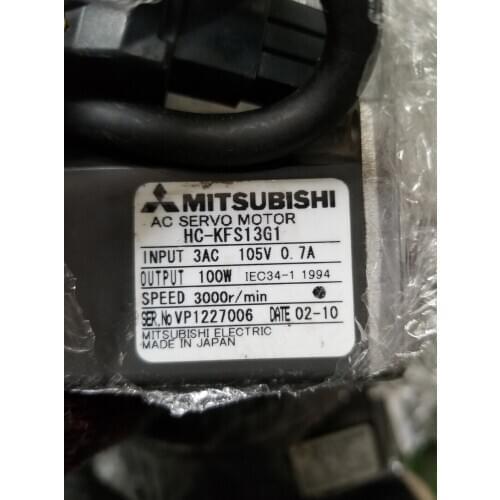 MITSUBISHI
AC SERVO MOTOR
HC-KFS13G1
INPUT 3AC 105V 0.7A
OUTPUT 100W IEC34-1 1994
SPEED 3000r/min
SER.No VP1227006 DATE 02-10
MITSUBISHI ELECTRIC
MADE IN JAPAN